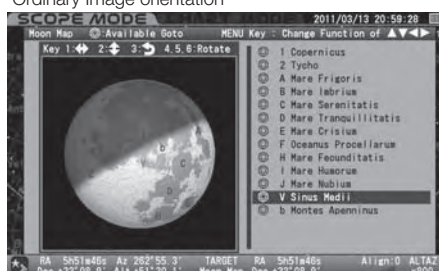 Ordinary image orientation
SCOPE MODE 2011/03/13 20:59:28
Moon Map ◎:Available Goto MENU Key : Change Function of ▲▼◀▶
Key 1: 2: 3: 4,5,6:Rotate
1 Copernicus
2 Tycho
A Mare Frigoris
B Mare Imbrium
C Mare Serenitatis
D Mare Tranquillitatis
E Mare Crisium
F Oceanus Procellarum
H Mare Fecunditatis
I Mare Humorum
J Mare Nubium
V Sinus Medii
b Montes Apenninus
RA 5h51m46s Az 262°55.3' TARGET RA 5h51m46s Align:0 ALTAZ